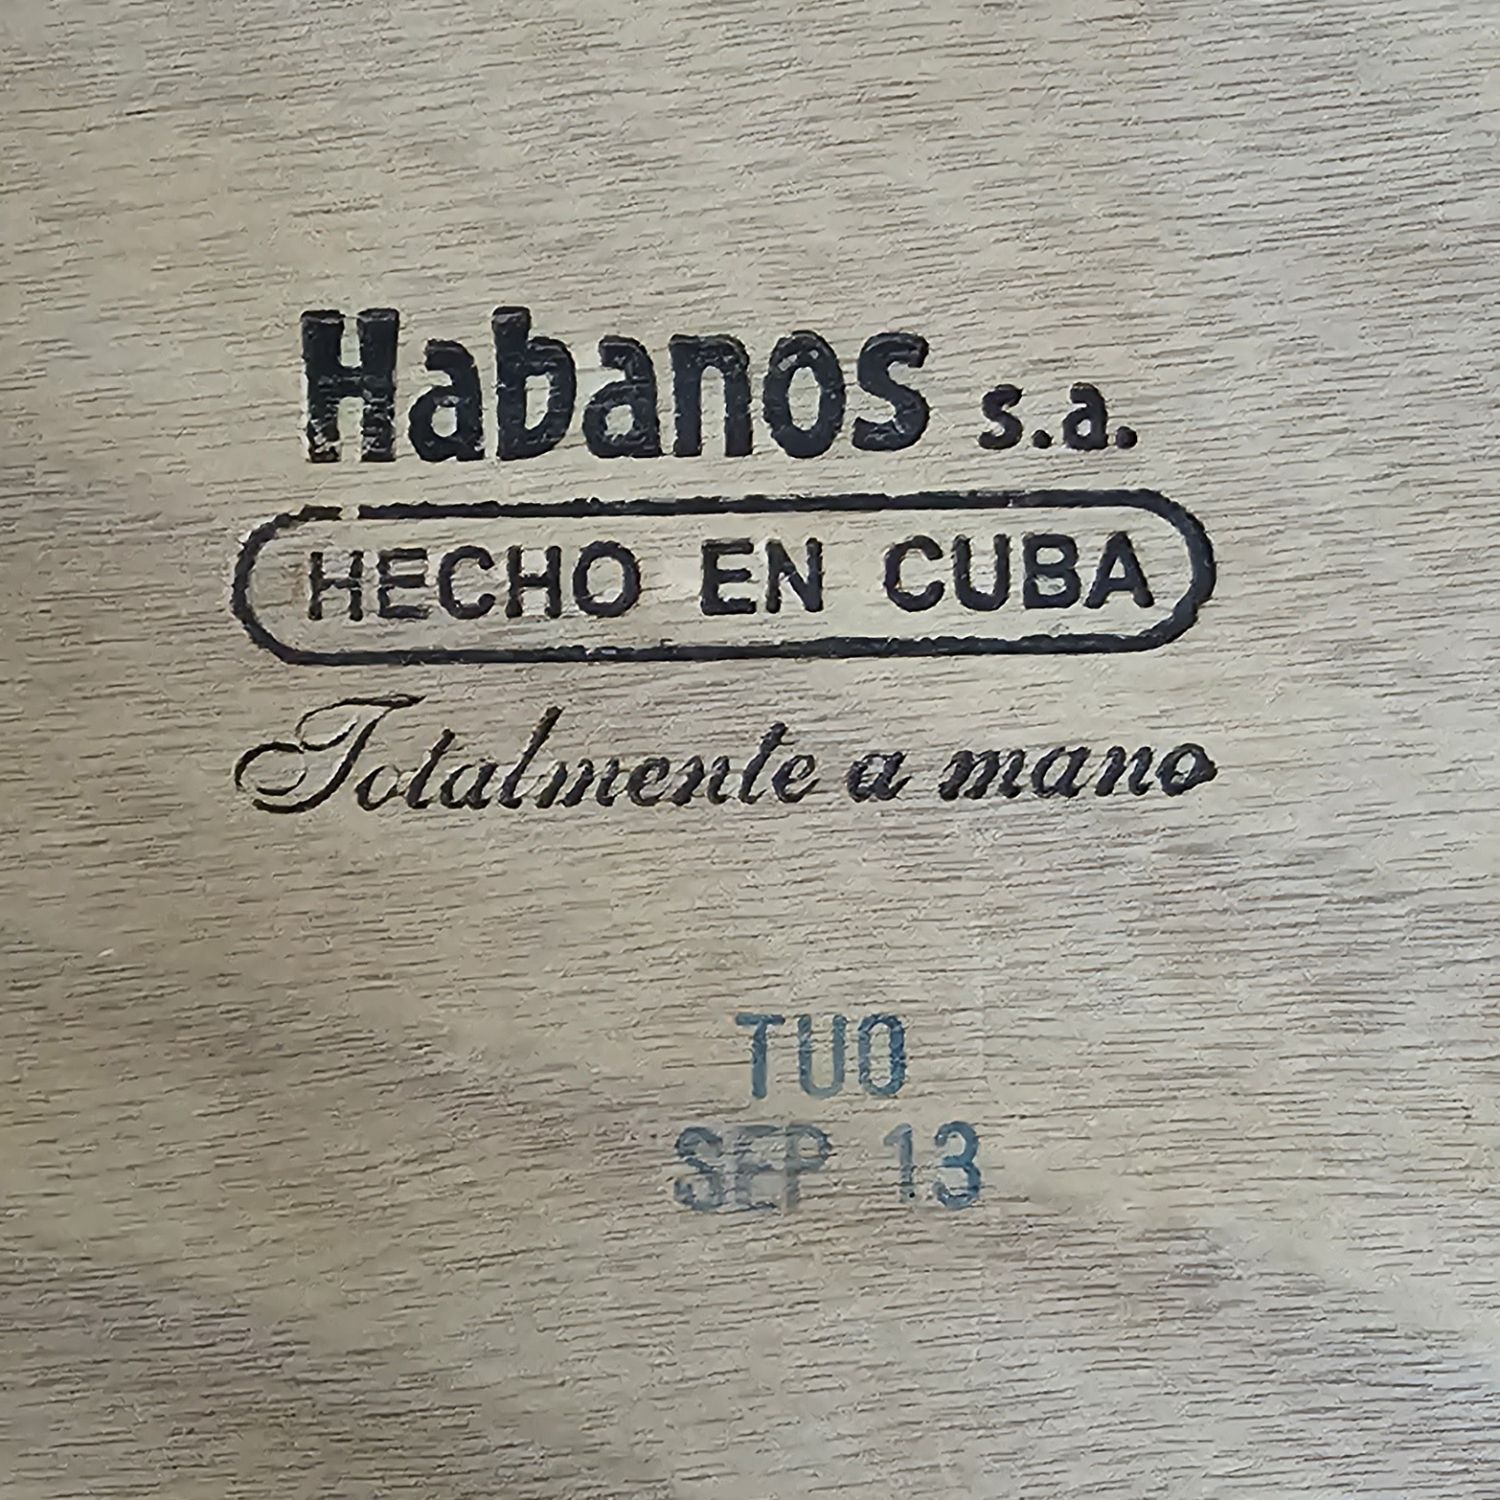 Habanos s.a.
HECHO EN CUBA
Totalmente a mano
TUO
SEP 13